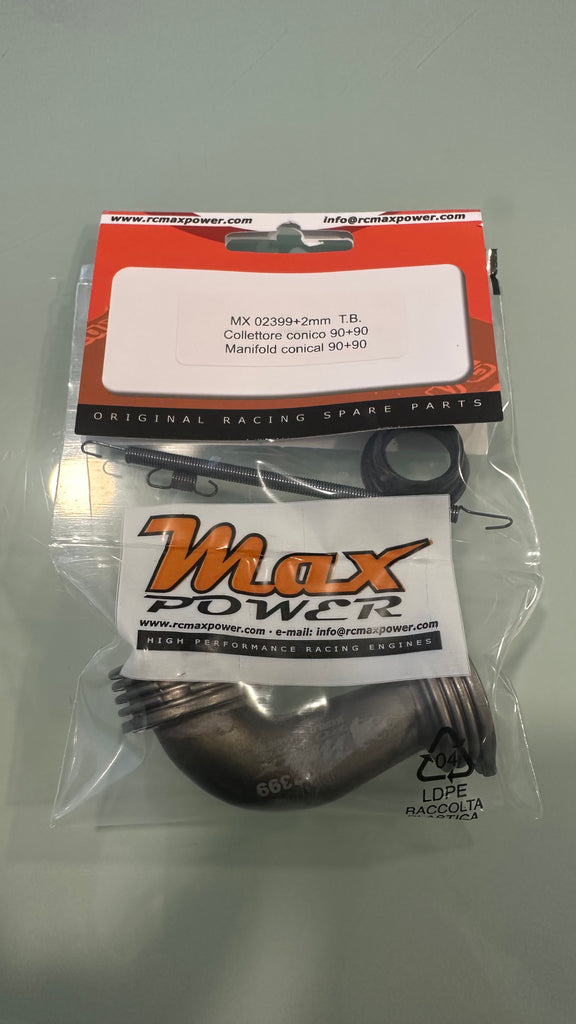 www.rcmaxpower.com info@rcmaxpower.com
MX 02399+2mm T.B.
Collettore conico 90+90
Manifold conical 90+90
ORIGINAL RACING SPARE PARTS
max
POWER
www.rcmaxpower.com - e-mail: info@rcmaxpower.com
HIGH PERFORMANCE RACING ENGINES
04
LDPE
RACCOLTA
399